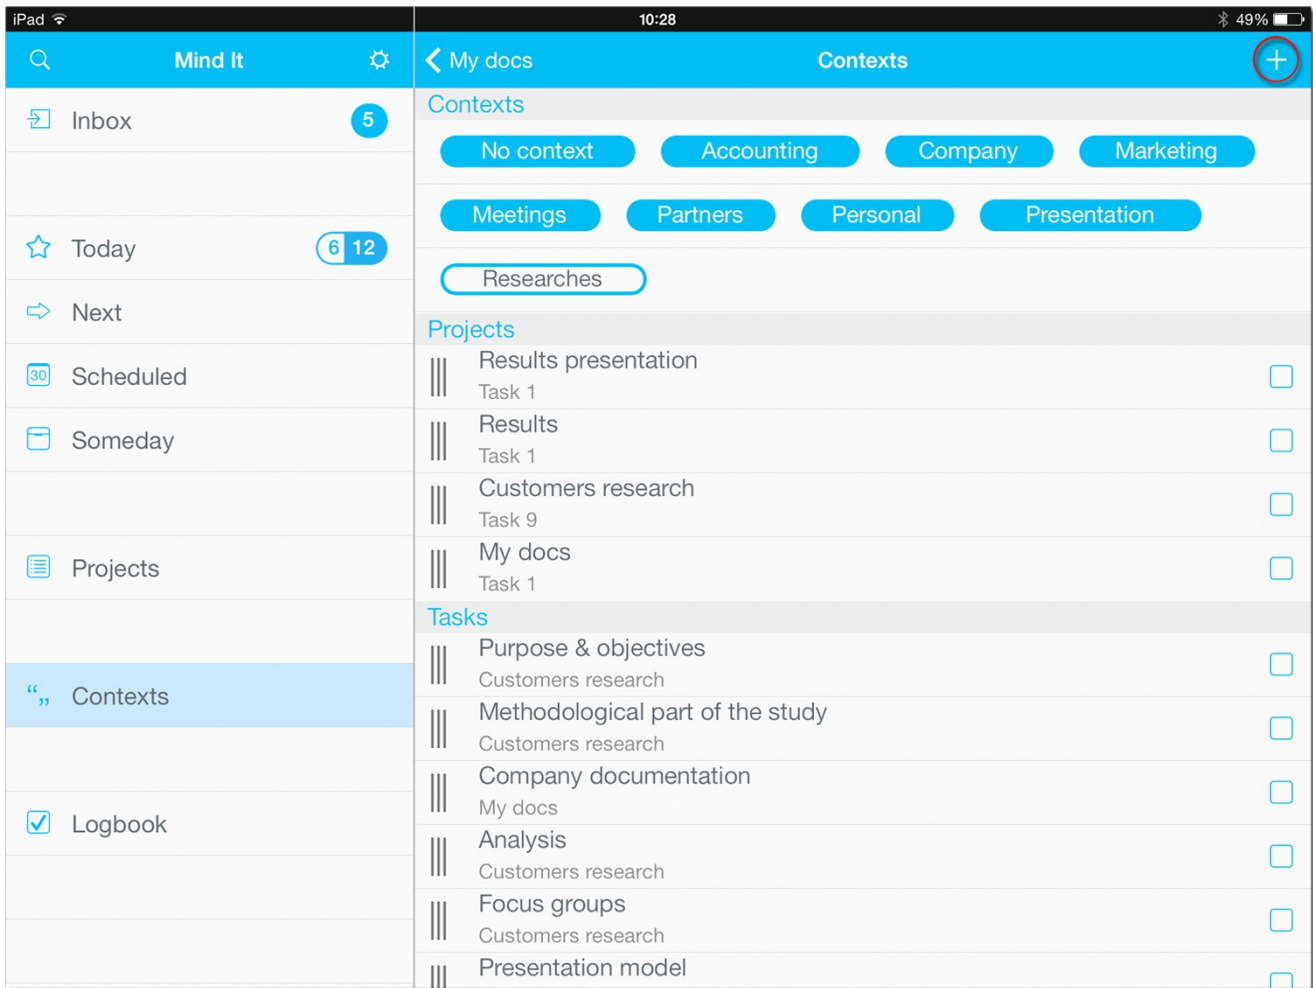 iPad
10:28
49%
Mind It
My docs
Contexts
Inbox
5
Today
6 12
Next
30
Scheduled
Someday
Projects
“„
Contexts
Logbook
Contexts
No context Accounting Company Marketing
Meetings Partners Personal Presentation
Researches
Projects
Results presentation
Task 1
Results
Task 1
Customers research
Task 9
My docs
Task 1
Tasks
Purpose & objectives
Customers research
Methodological part of the study
Customers research
Company documentation
My docs
Analysis
Customers research
Focus groups
Customers research
Presentation model